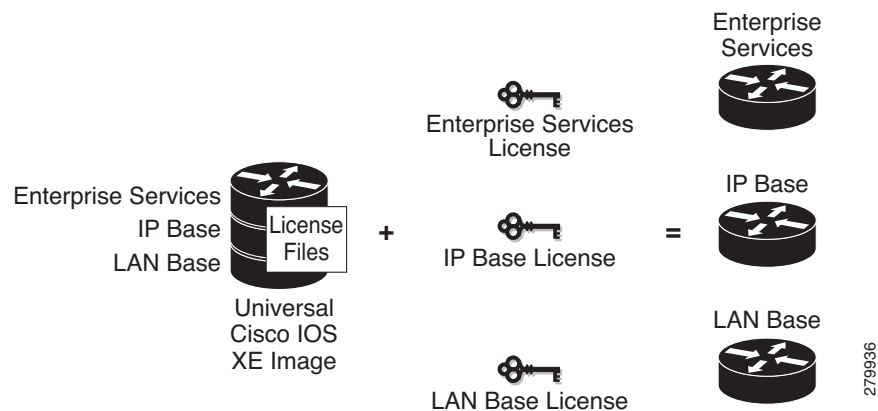 Enterprise Services
IP Base
LAN Base
License
Files
Universal
Cisco IOS
XE Image
+
Enterprise Services
License
IP Base License
LAN Base License
=
Enterprise
Services
IP Base
LAN Base
279936